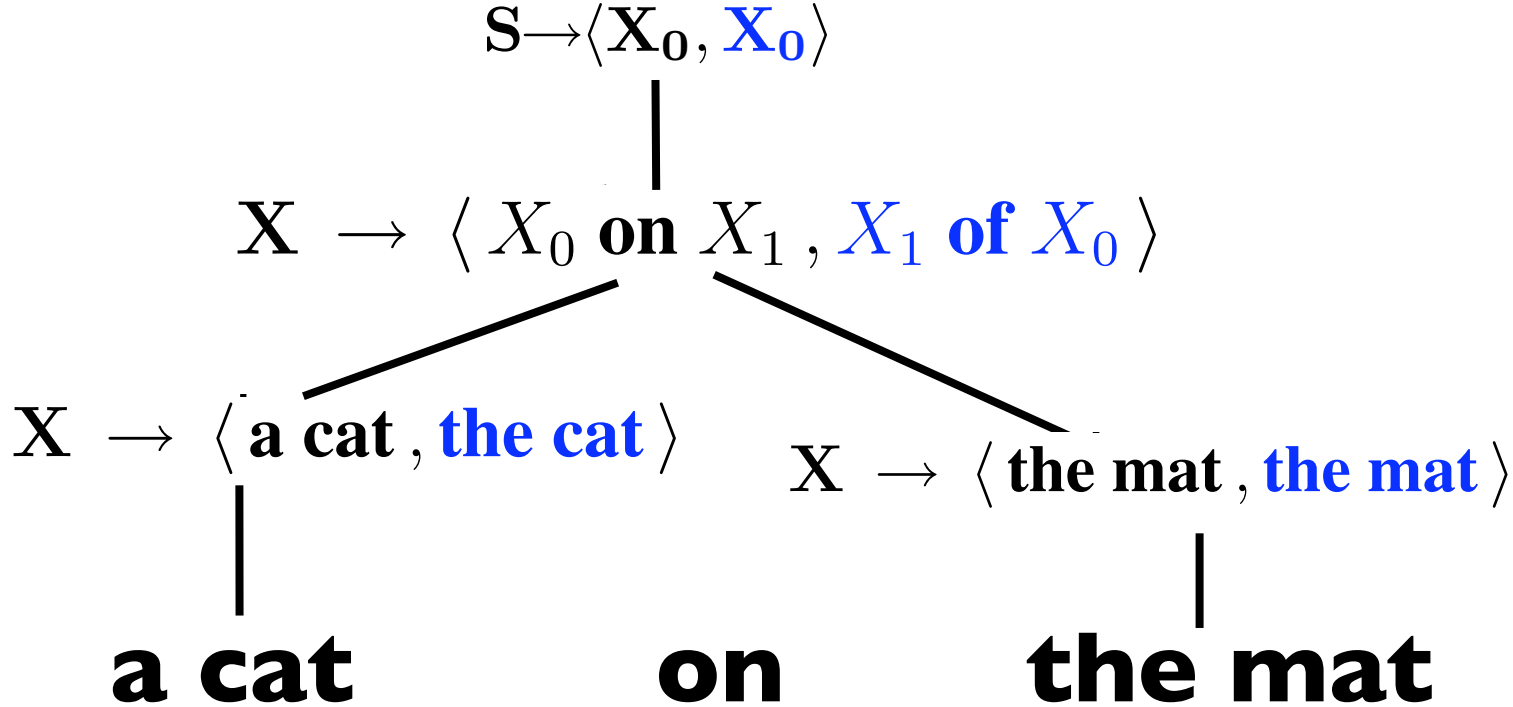 S→⟨X₀, X₀⟩
X → ⟨ X₀ on X₁ , X₁ of X₀ ⟩
X → ⟨ a cat , the cat ⟩
X → ⟨ the mat , the mat ⟩
a cat on the mat